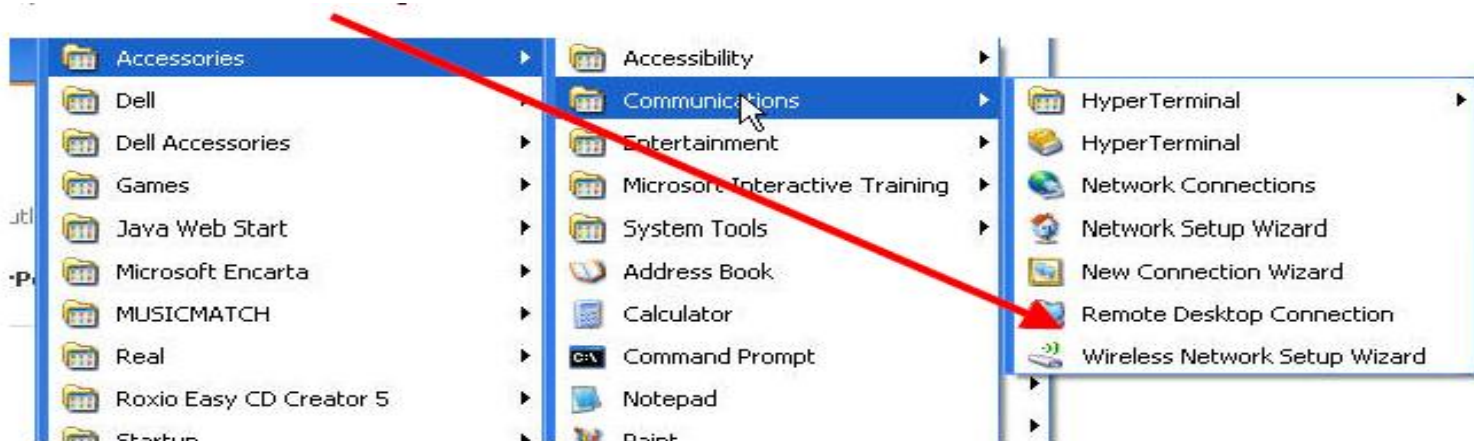 Accessories
Dell
Dell Accessories
Games
Java Web Start
Microsoft Encarta
MUSICMATCH
Real
Roxio Easy CD Creator 5
Startup
Accessibility
Communications
Entertainment
Microsoft Interactive Training
System Tools
Address Book
Calculator
Command Prompt
Notepad
Paint
HyperTerminal
HyperTerminal
Network Connections
Network Setup Wizard
New Connection Wizard
Remote Desktop Connection
Wireless Network Setup Wizard